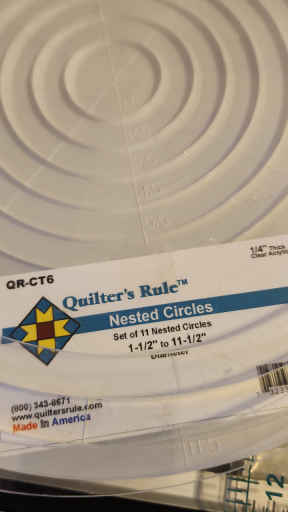 QR-CT6
1/4" Thick
Clear Acrylic
Quilter's Rule™
Nested Circles
Set of 11 Nested Circles
1-1/2" to 11-1/2"
Diameter
(800) 343-8671
www.quiltersrule.com
Made In America
12